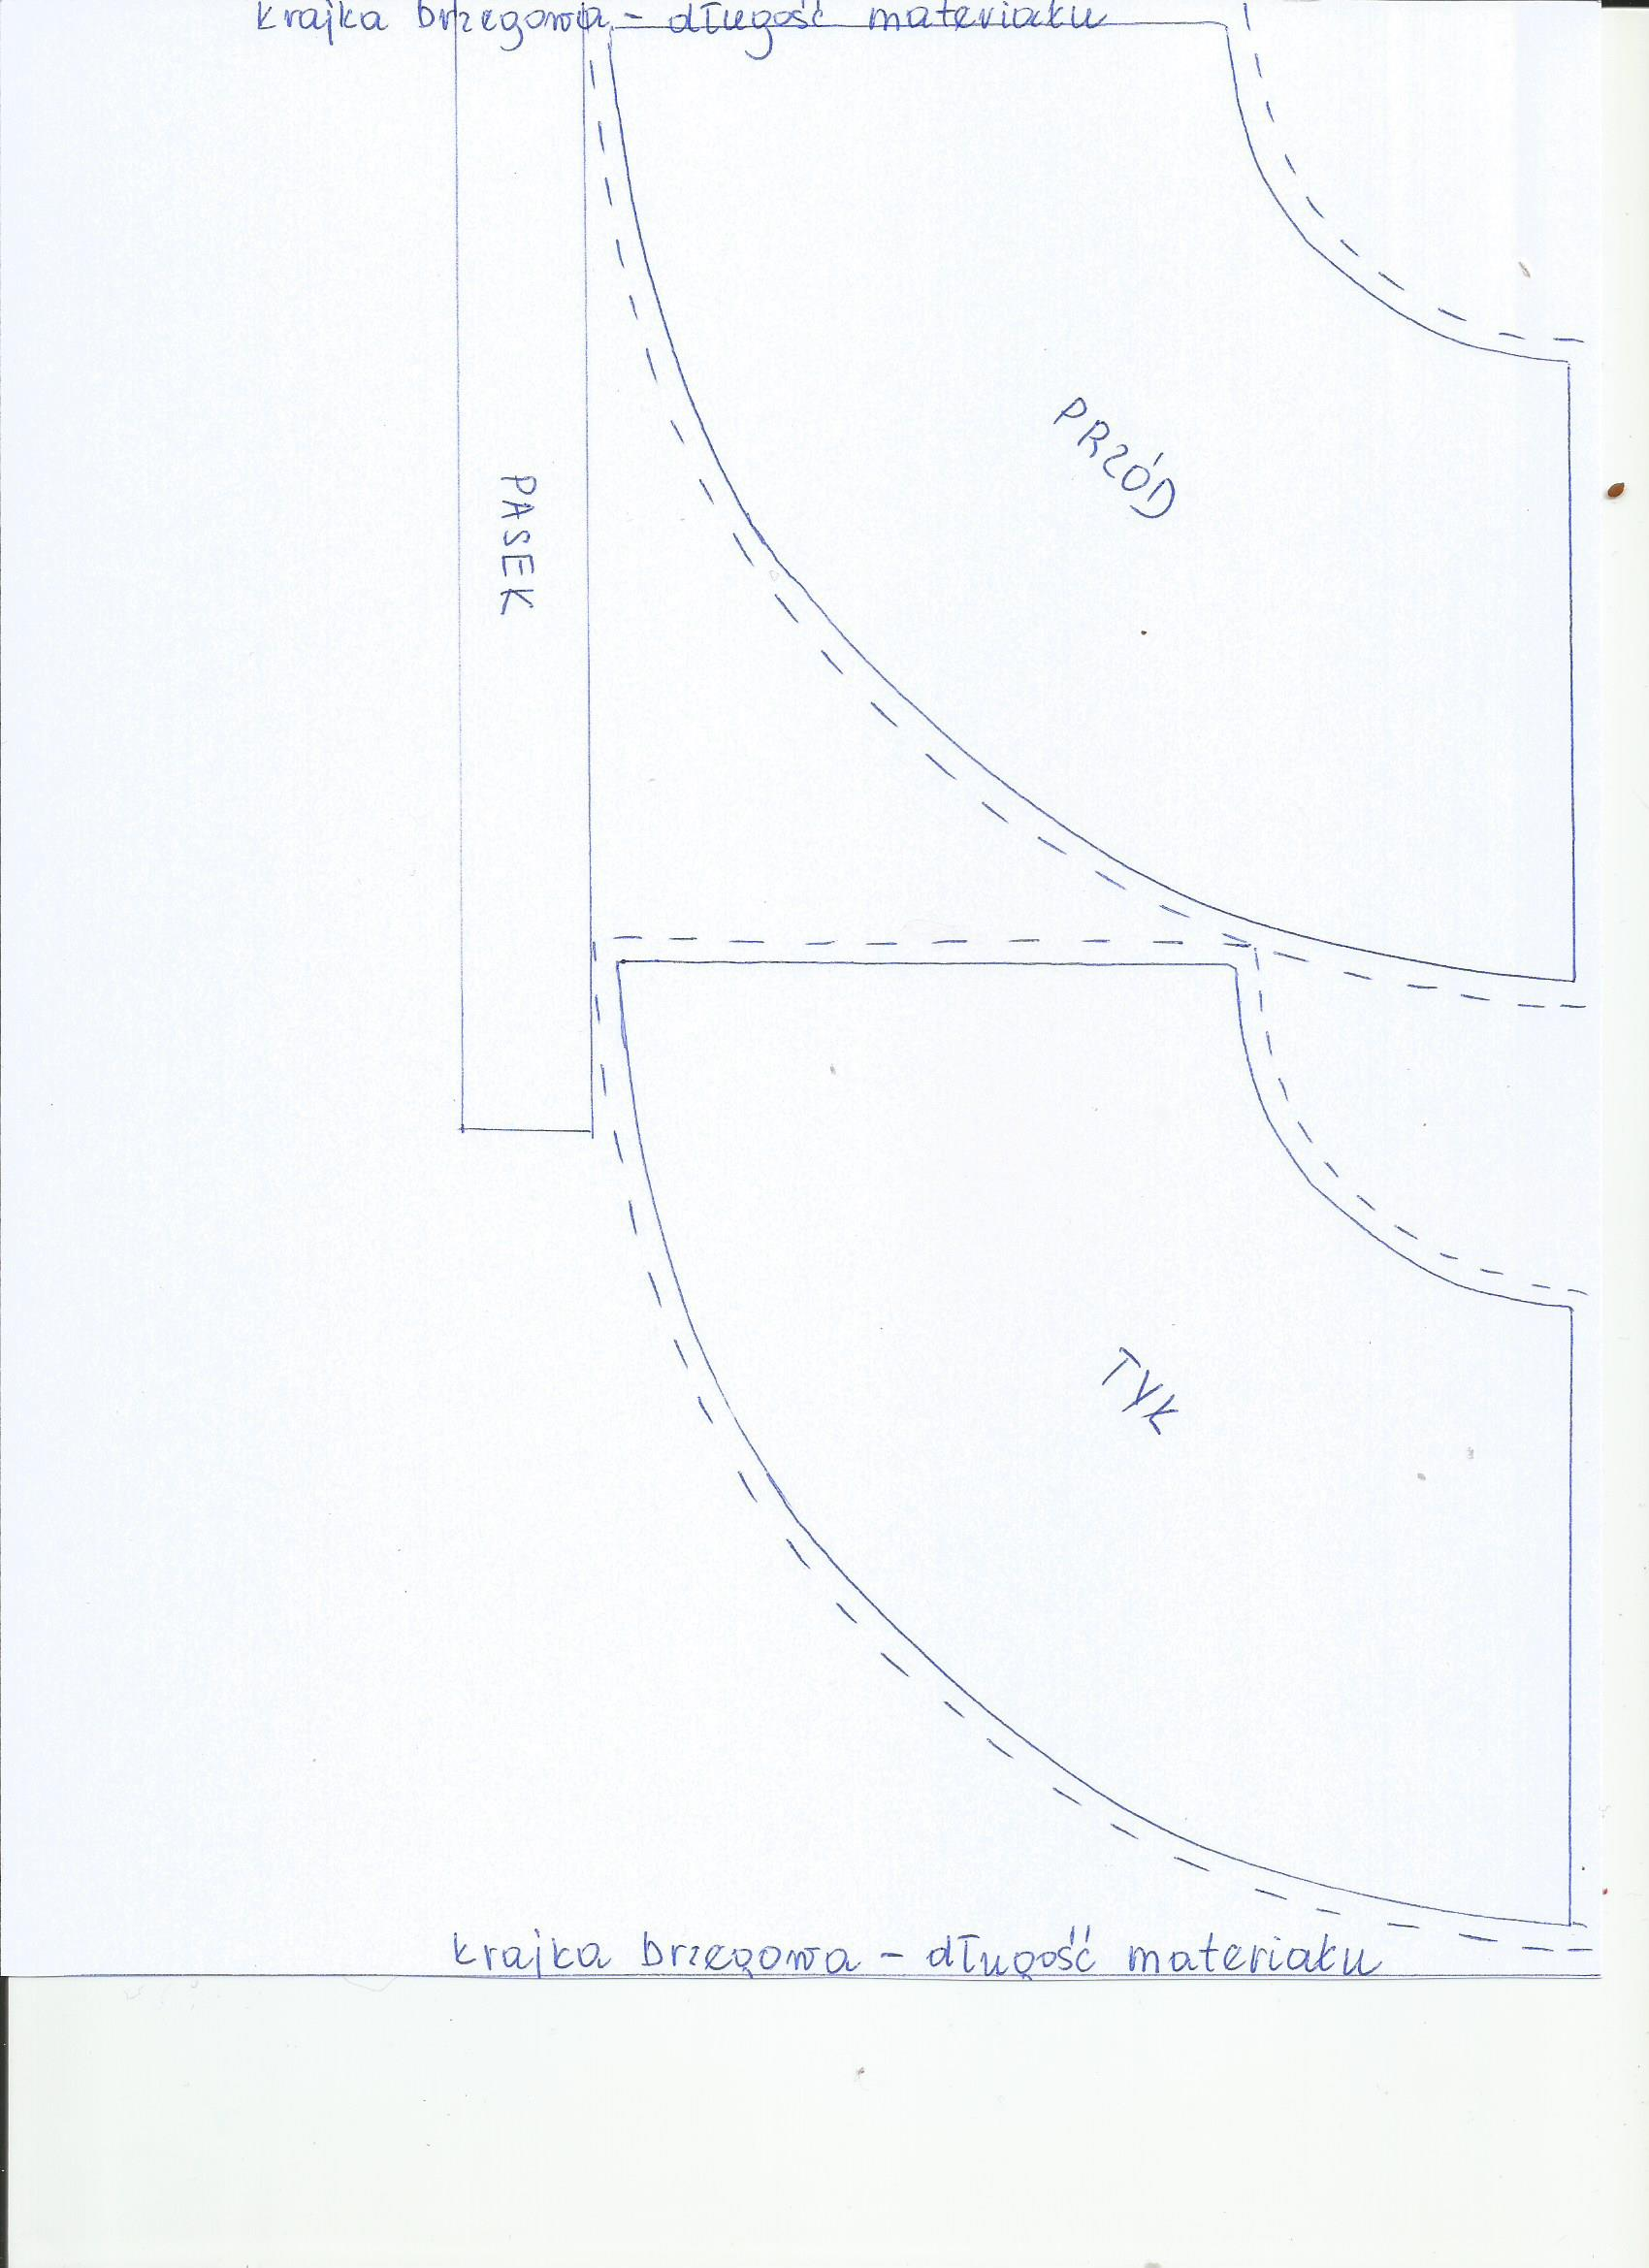 krajka brzegowa - długość materiału
PRZÓD
PASEK
TYŁ
krajka brzegowa - długość materiału